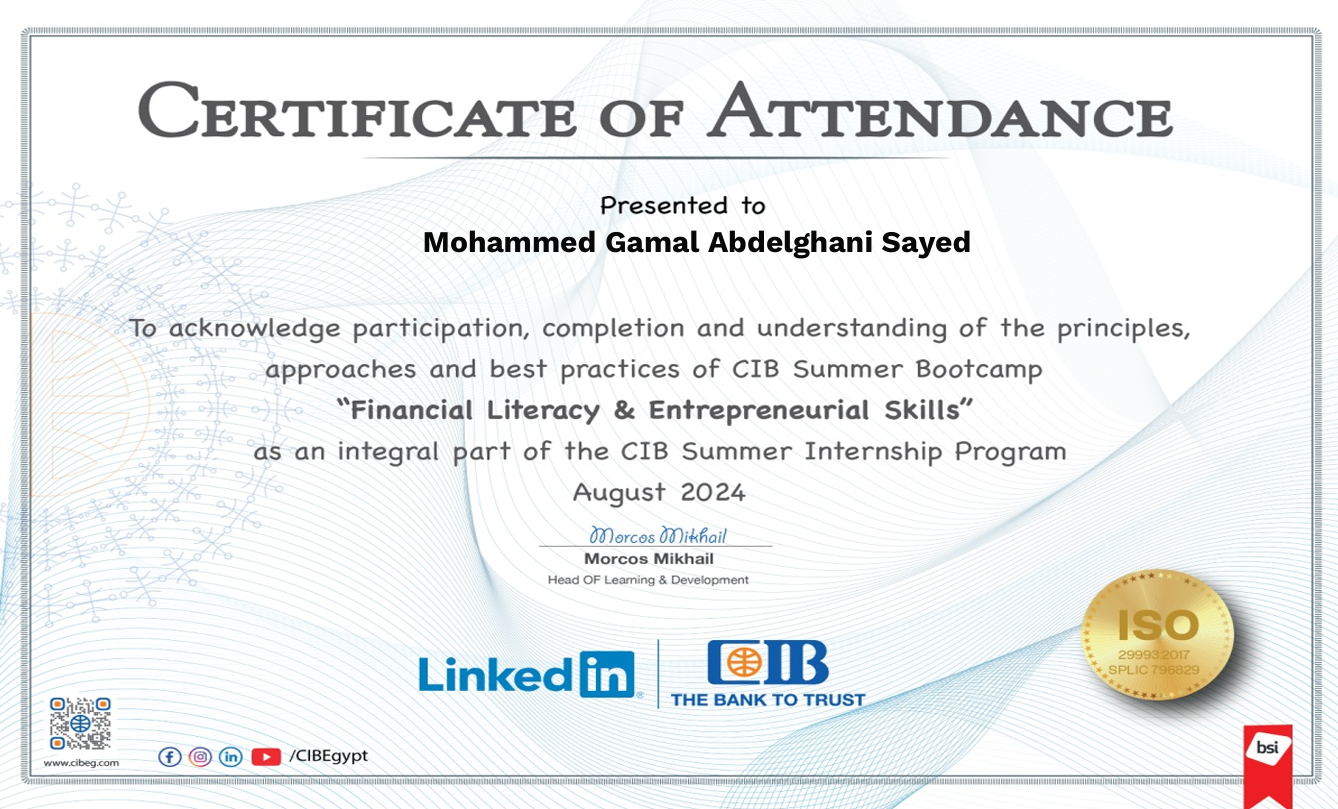 CERTIFICATE OF ATTENDANCE
Presented to
Mohammed Gamal Abdelghani Sayed
To acknowledge participation, completion and understanding of the principles,
approaches and best practices of CIB Summer Bootcamp
“Financial Literacy & Entrepreneurial Skills”
as an integral part of the CIB Summer Internship Program
August 2024
Morcos Mikhail
Morcos Mikhail
Head OF Learning & Development
ISO
29993:2017
SPLIC 796829
Linked in
CIB
THE BANK TO TRUST
bsi
www.cibeg.com
/CIBEgypt